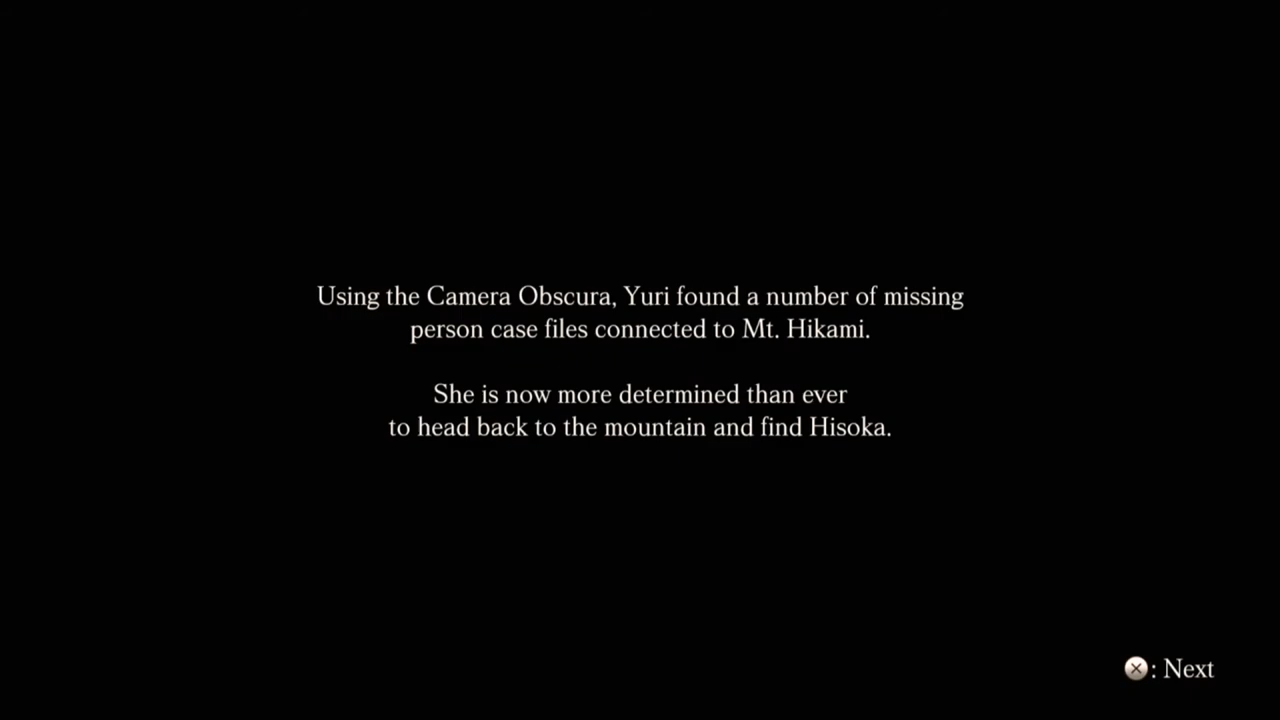 Using the Camera Obscura, Yuri found a number of missing
person case files connected to Mt. Hikami.
She is now more determined than ever
to head back to the mountain and find Hisoka.
ⓧ: Next